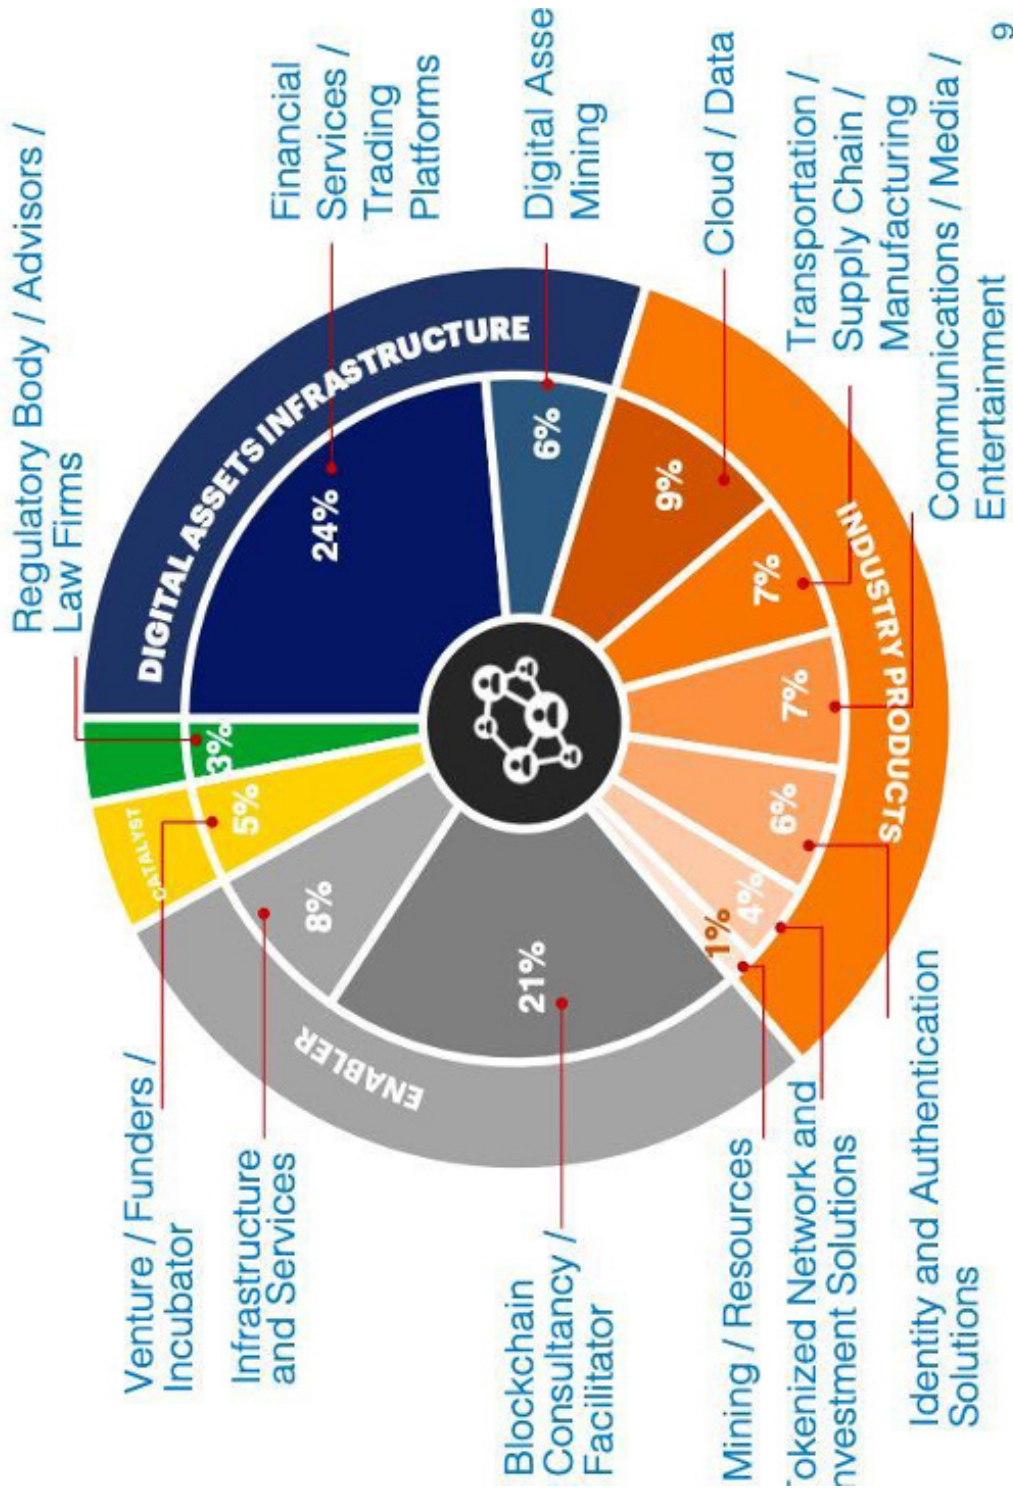 Regulatory Body / Advisors /
Law Firms
Financial
Services /
Trading
Platforms
Digital Asse
Mining
Cloud / Data
Transportation /
Supply Chain /
Manufacturing
Communications / Media /
Entertainment
Identity and Authentication
Solutions
Tokenized Network and
nvestment Solutions
Mining / Resources
Blockchain
Consultancy /
Facilitator
Infrastructure
and Services
Venture / Funders /
Incubator
DIGITAL ASSETS INFRASTRUCTURE
INDUSTRY PRODUCTS
ENABLER
CATALYST
3%
24%
6%
9%
7%
7%
6%
4%
1%
21%
8%
5%
9